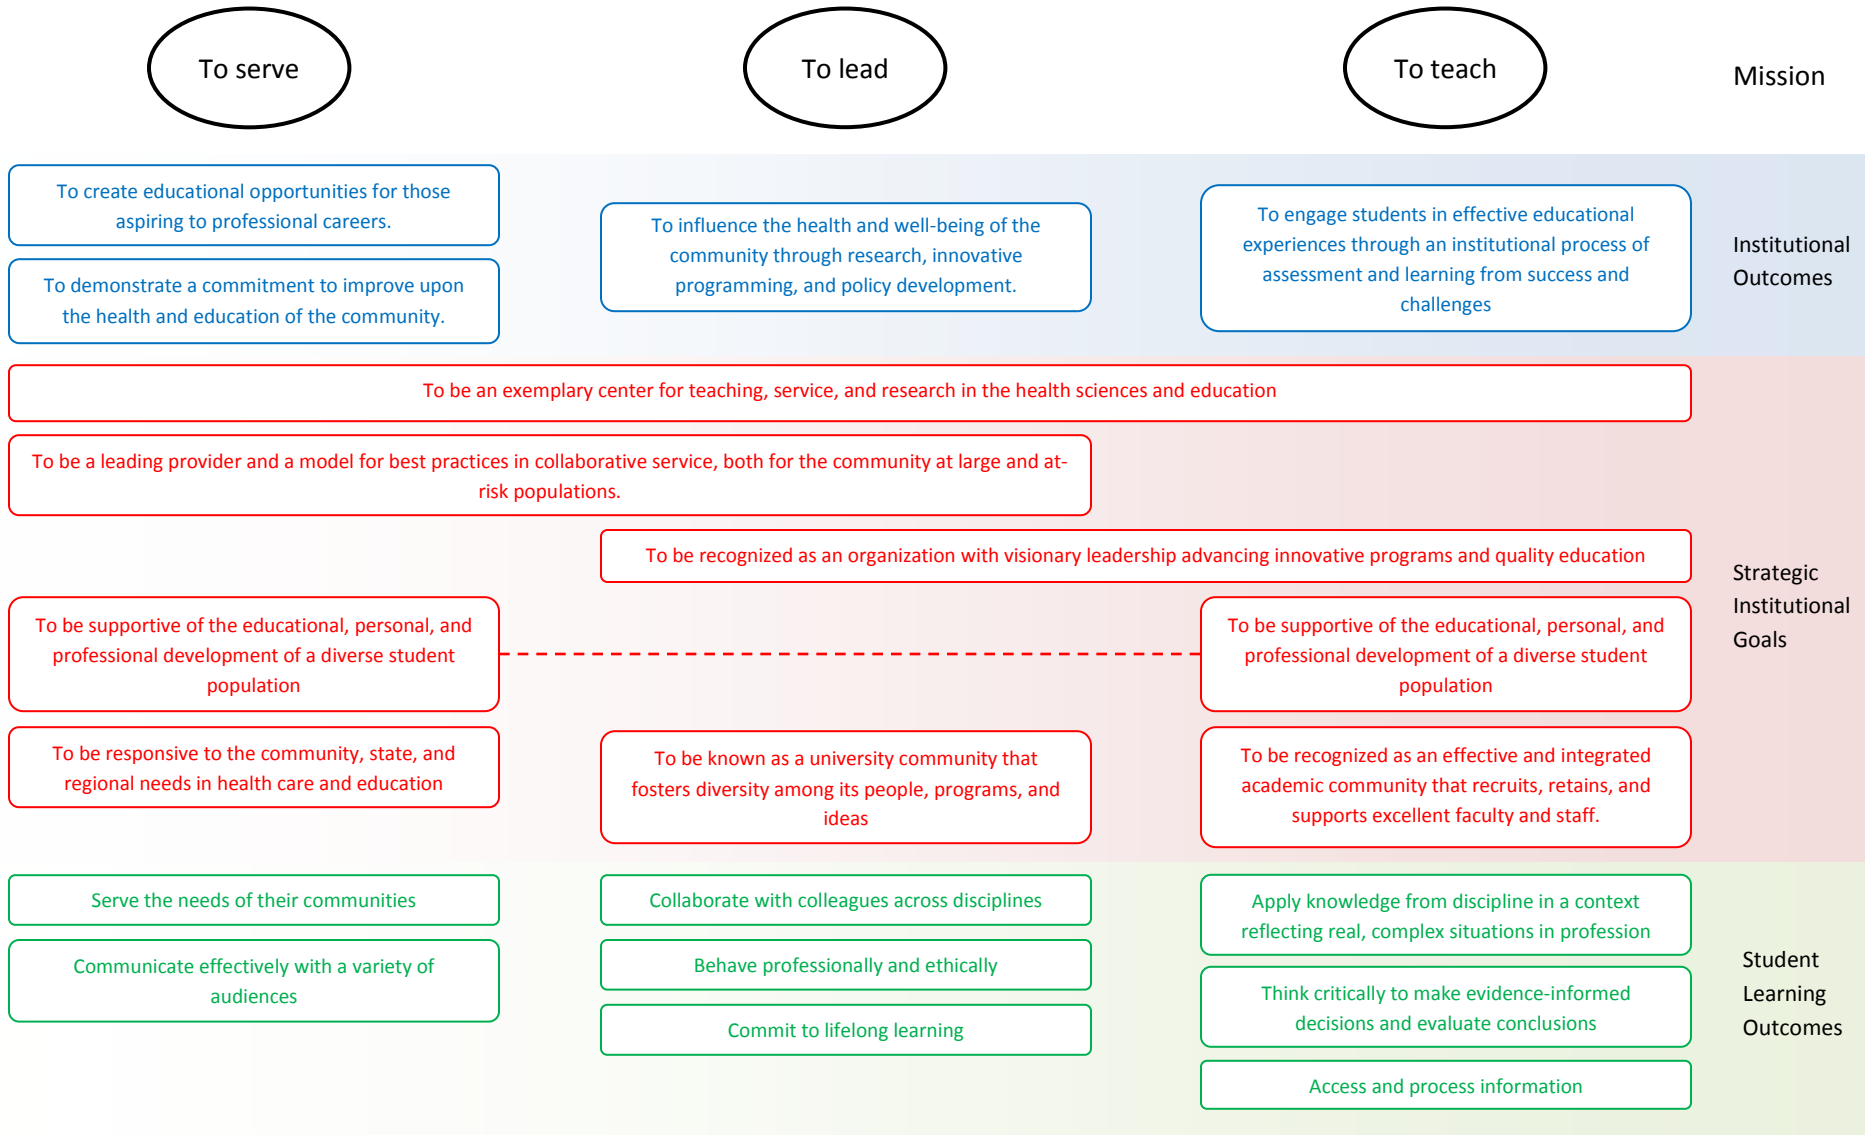 To serve
To lead
To teach
Mission
To create educational opportunities for those
aspiring to professional careers.
To demonstrate a commitment to improve upon
the health and education of the community.
To influence the health and well-being of the
community through research, innovative
programming, and policy development.
To engage students in effective educational
experiences through an institutional process of
assessment and learning from success and
challenges
Institutional
Outcomes
To be an exemplary center for teaching, service, and research in the health sciences and education
To be a leading provider and a model for best practices in collaborative service, both for the community at large and at-
risk populations.
To be recognized as an organization with visionary leadership advancing innovative programs and quality education
To be supportive of the educational, personal, and
professional development of a diverse student
population
To be supportive of the educational, personal, and
professional development of a diverse student
population
To be responsive to the community, state, and
regional needs in health care and education
To be known as a university community that
fosters diversity among its people, programs, and
ideas
To be recognized as an effective and integrated
academic community that recruits, retains, and
supports excellent faculty and staff.
Strategic
Institutional
Goals
Serve the needs of their communities
Communicate effectively with a variety of
audiences
Collaborate with colleagues across disciplines
Behave professionally and ethically
Commit to lifelong learning
Apply knowledge from discipline in a context
reflecting real, complex situations in profession
Think critically to make evidence-informed
decisions and evaluate conclusions
Access and process information
Student
Learning
Outcomes